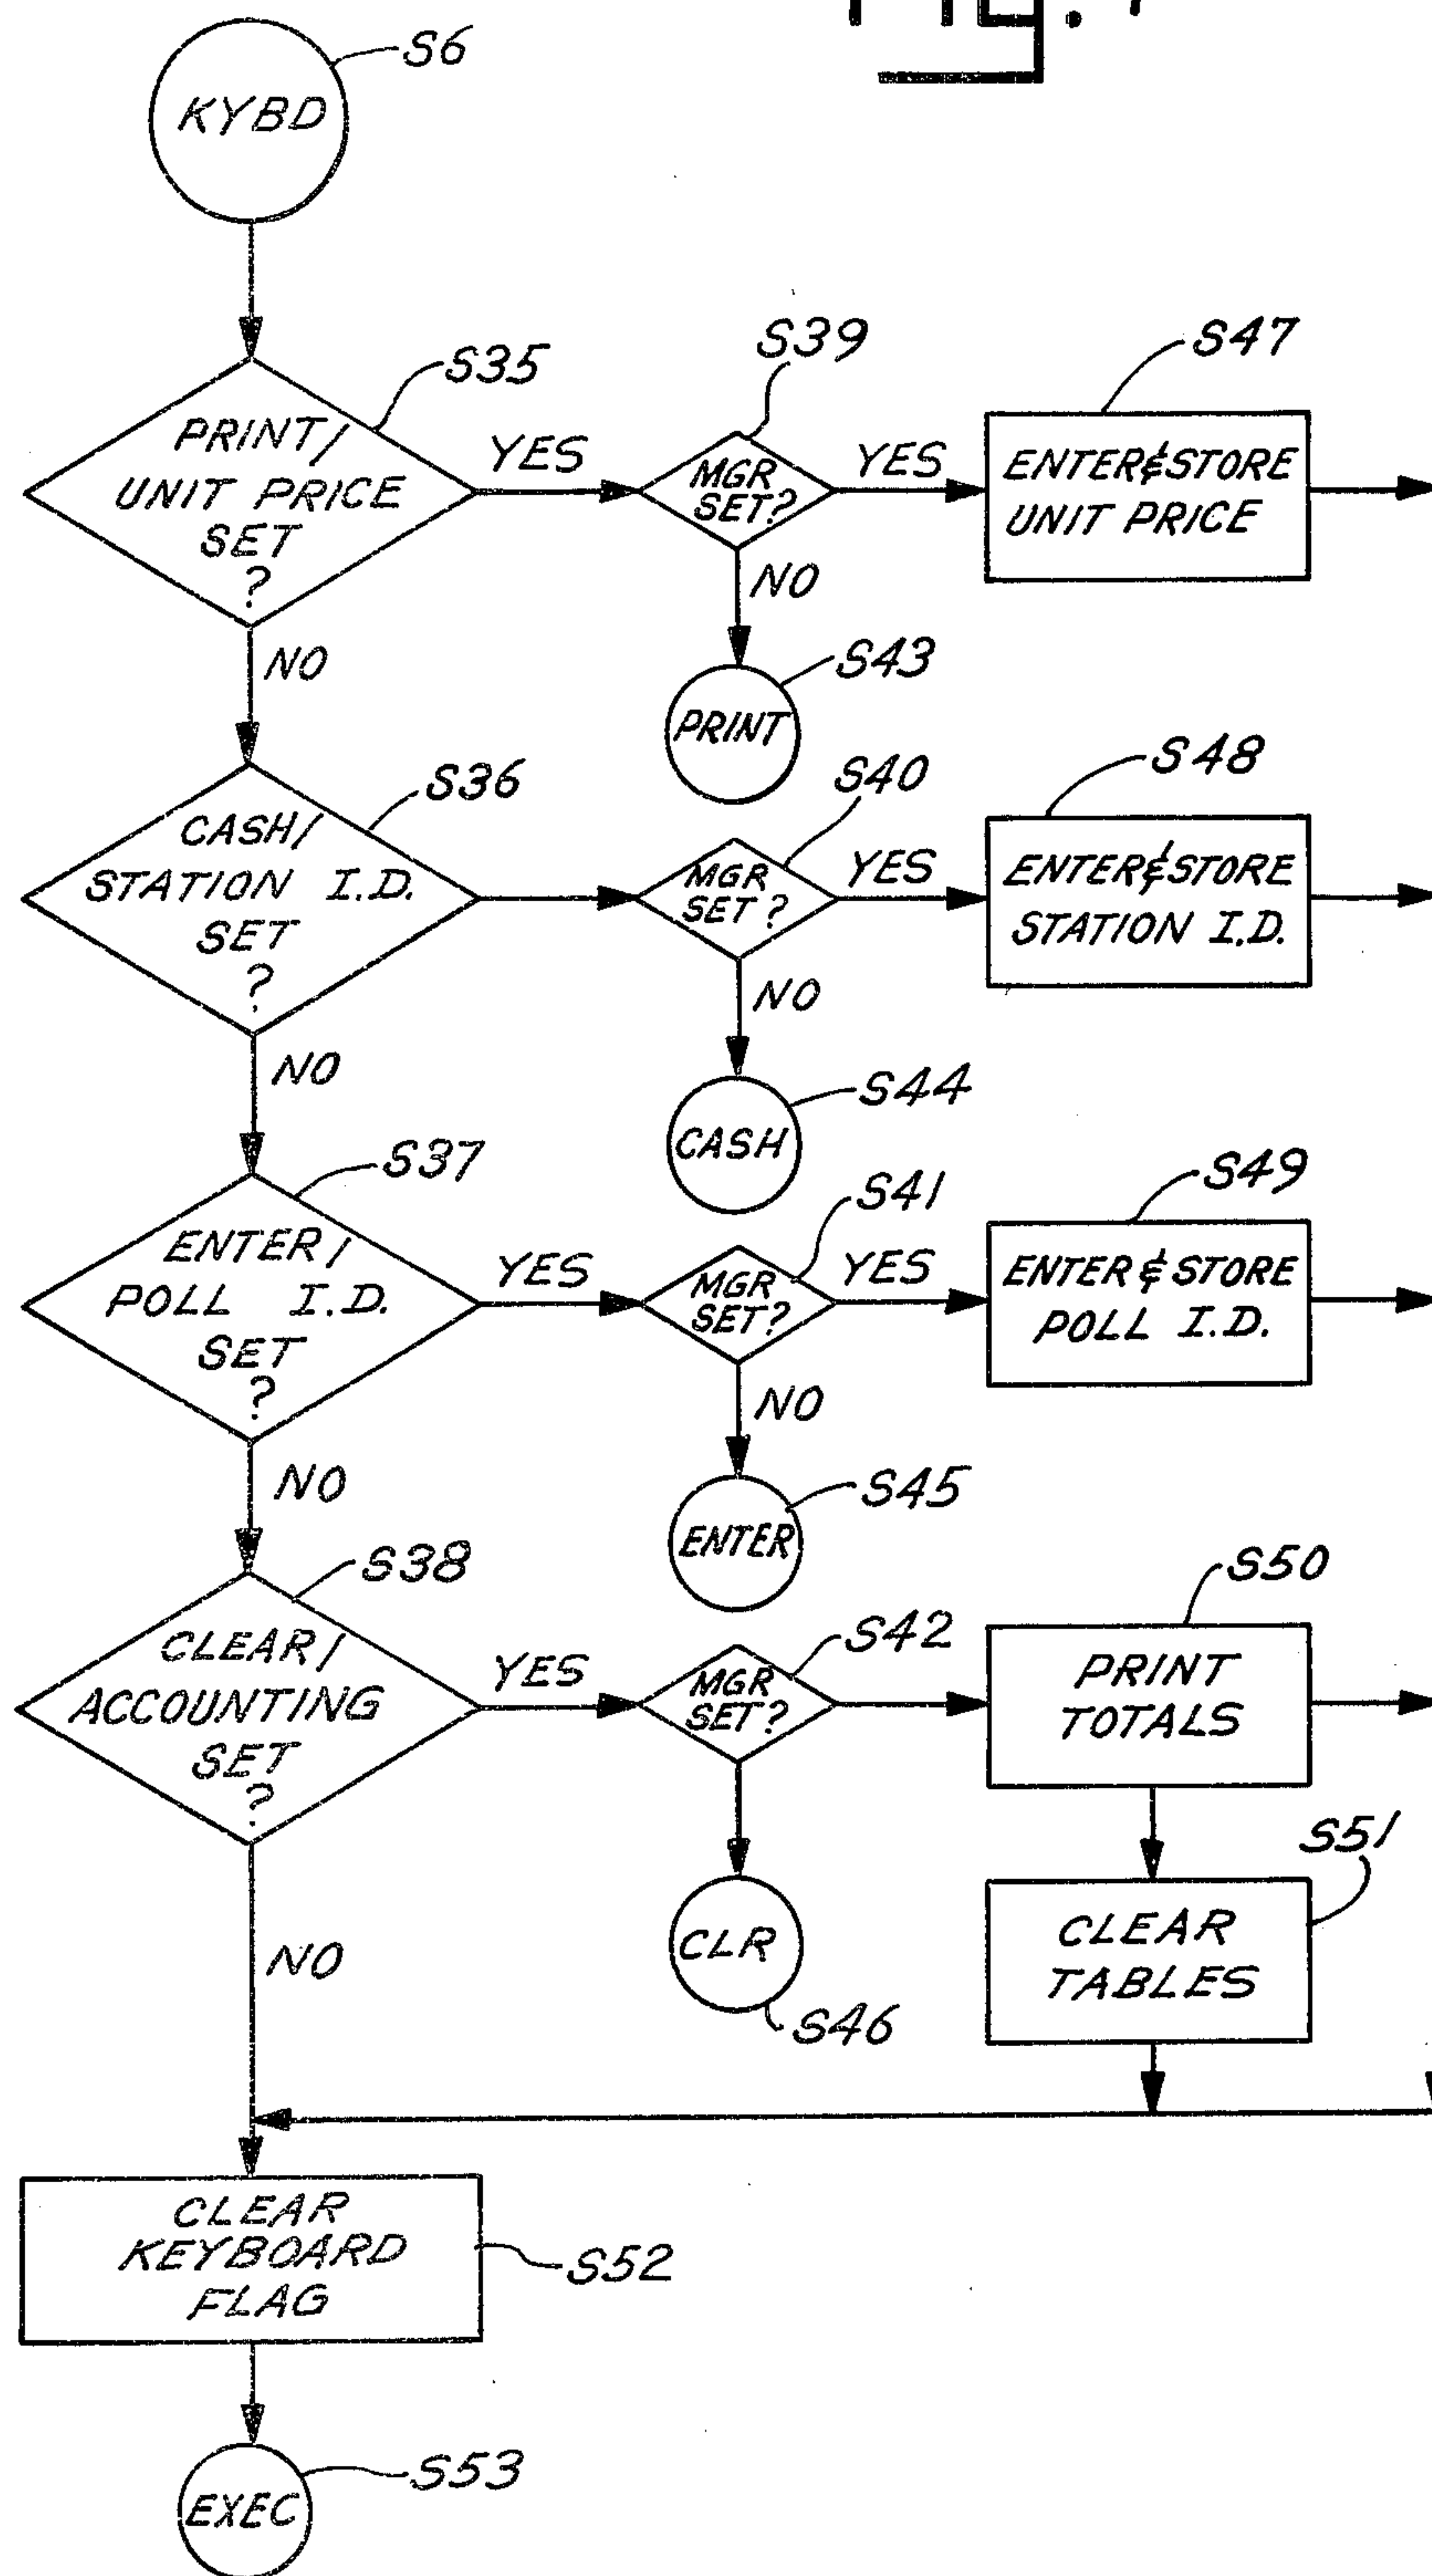 S6
KYBD
S35
PRINT/
UNIT PRICE
SET
?
YES
S39
MGR
SET?
YES
S47
ENTER&STORE
UNIT PRICE
NO
NO
S43
PRINT
S36
CASH/
STATION I.D.
SET
?
S40
MGR
SET?
YES
S48
ENTER&STORE
STATION I.D.
NO
NO
S44
CASH
S37
ENTER/
POLL I.D.
SET
?
YES
S41
MGR
SET?
YES
S49
ENTER & STORE
POLL I.D.
NO
NO
S45
ENTER
S38
CLEAR/
ACCOUNTING
SET
?
YES
S42
MGR
SET?
S50
PRINT
TOTALS
NO
CLR
S46
S51
CLEAR
TABLES
CLEAR
KEYBOARD
FLAG
S52
S53
EXEC